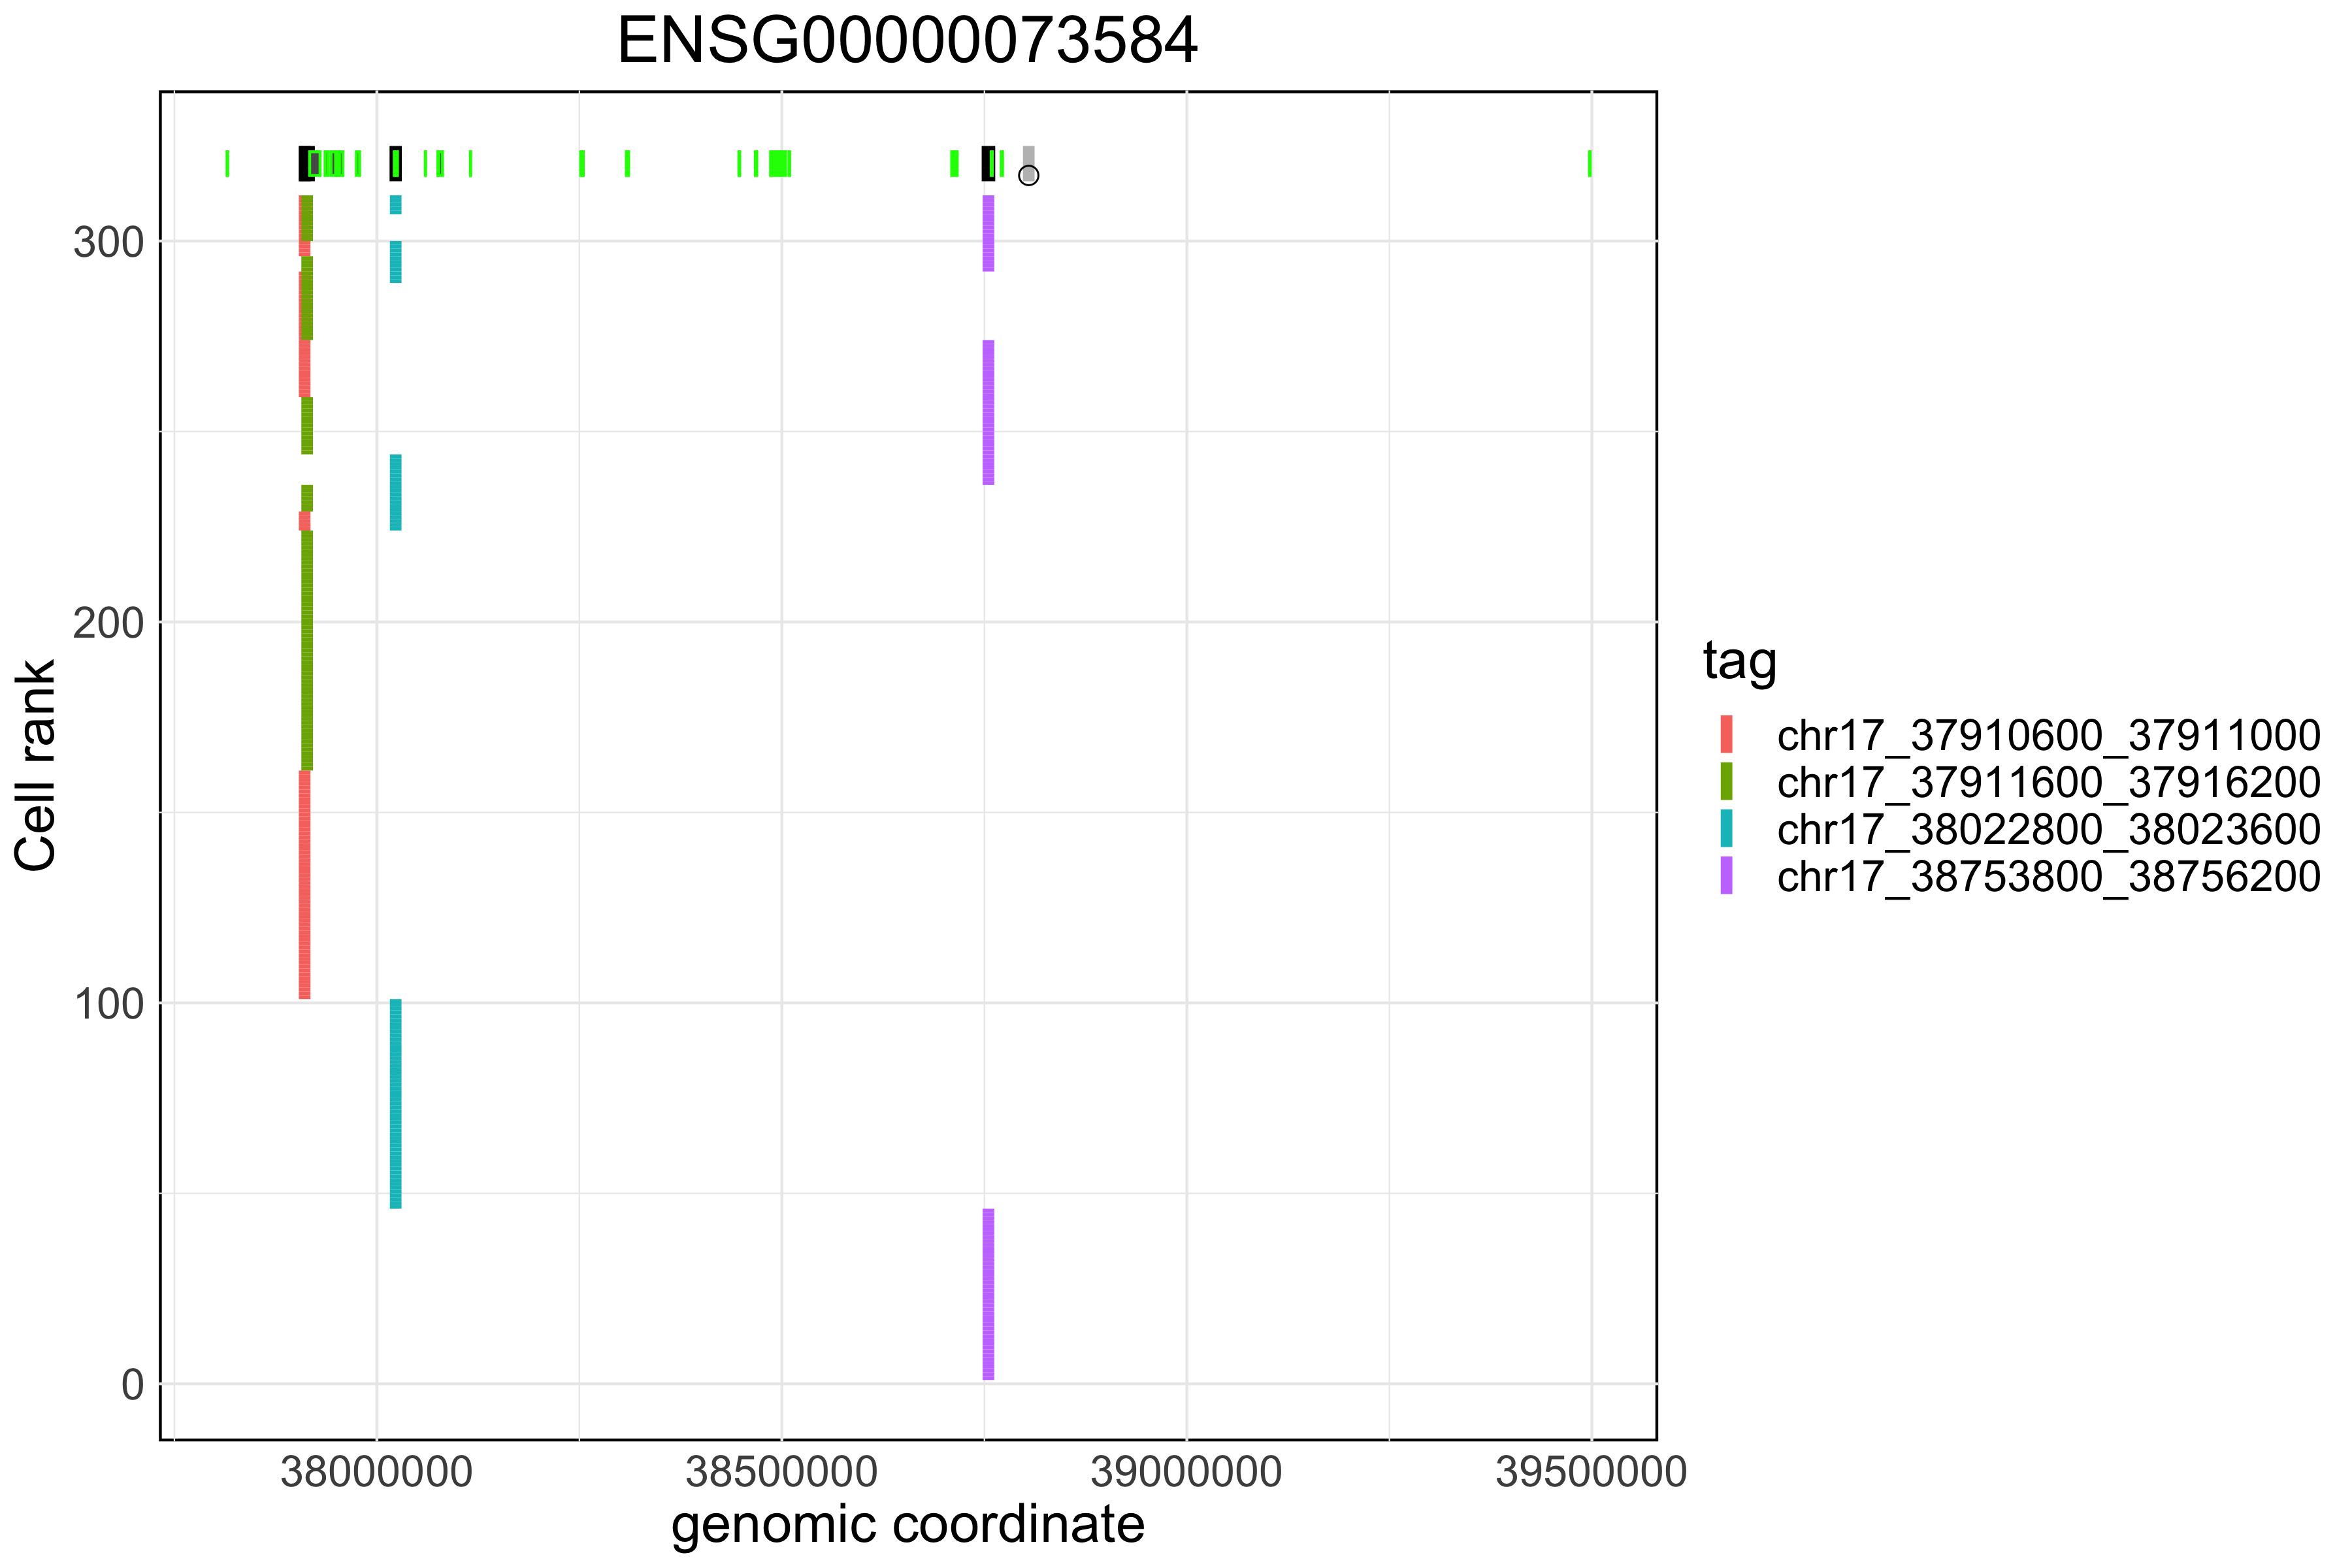 ENSG00000073584
Cell rank
300
200
100
0
38000000
38500000
39000000
39500000
genomic coordinate
tag
chr17_37910600_37911000
chr17_37911600_37916200
chr17_38022800_38023600
chr17_38753800_38756200